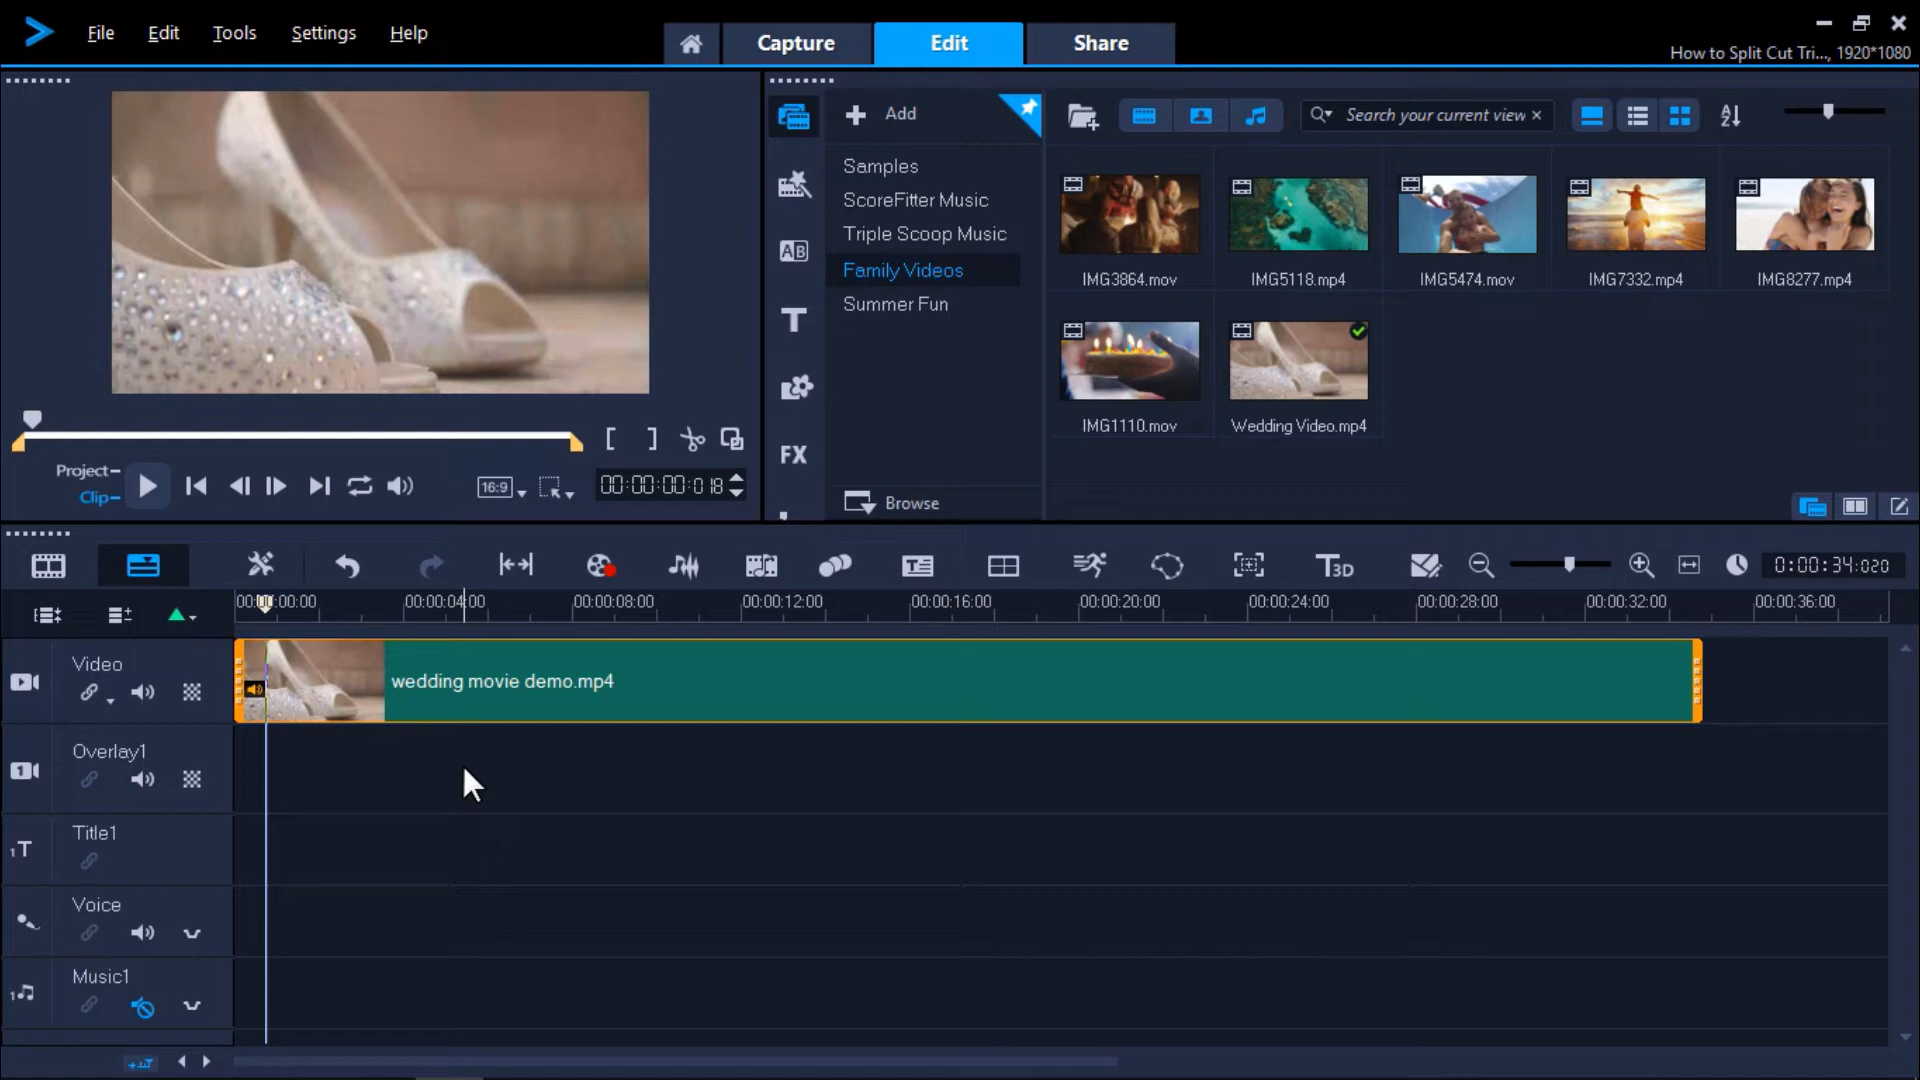 File Edit Tools Settings Help
Capture Edit Share
How to Split Cut Tri..., 1920*1080
Add
Search your current view
Samples
ScoreFitter Music
Triple Scoop Music
Family Videos
Summer Fun
Browse
IMG3864.mov IMG5118.mp4 IMG5474.mov IMG7332.mp4 IMG8277.mp4
IMG1110.mov Wedding Video.mp4
AB
T
FX
Project
Clip
16:9
00:00:00:018
T3D
0:00:34:020
00:00:00:00 00:00:04:00 00:00:08:00 00:00:12:00 00:00:16:00 00:00:20:00 00:00:24:00 00:00:28:00 00:00:32:00 00:00:36:00
Video
wedding movie demo.mp4
Overlay1
1
Title1
1T
Voice
Music1
1